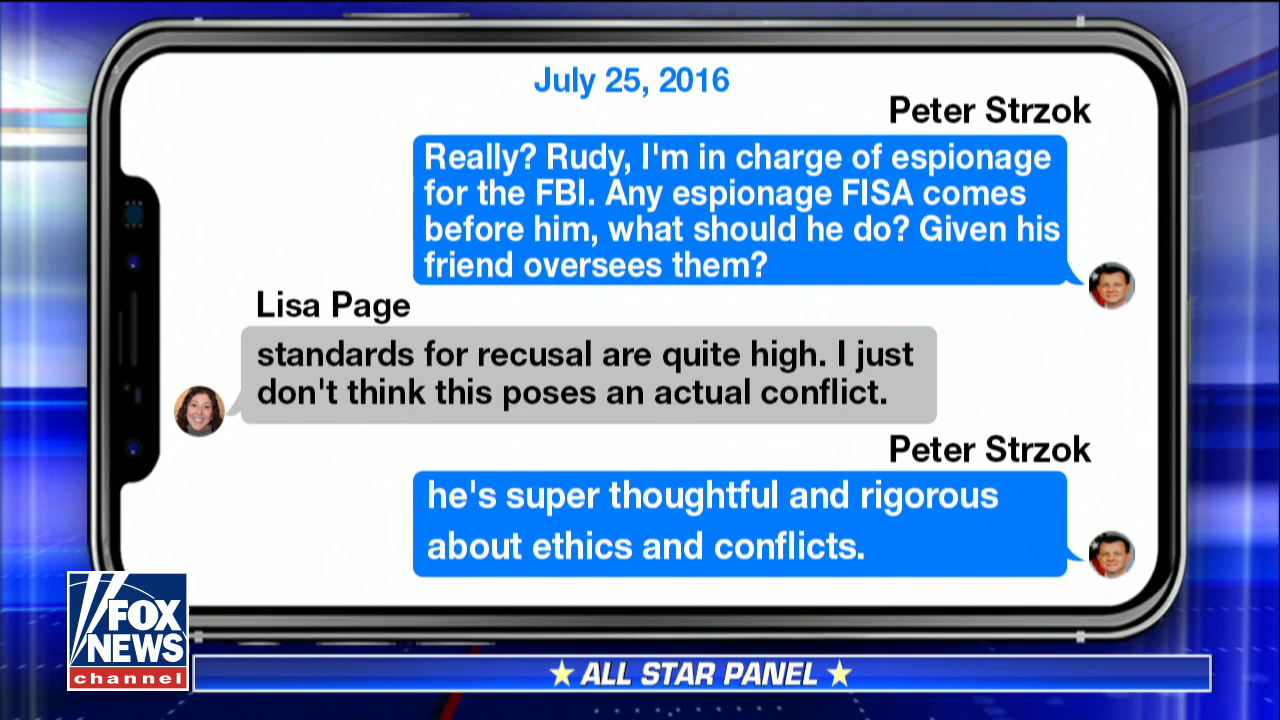 July 25, 2016
Peter Strzok
Really? Rudy, I'm in charge of espionage
for the FBI. Any espionage FISA comes
before him, what should he do? Given his
friend oversees them?
Lisa Page
standards for recusal are quite high. I just
don't think this poses an actual conflict.
Peter Strzok
he's super thoughtful and rigorous
about ethics and conflicts.
FOX
NEWS
channel
ALL STAR PANEL